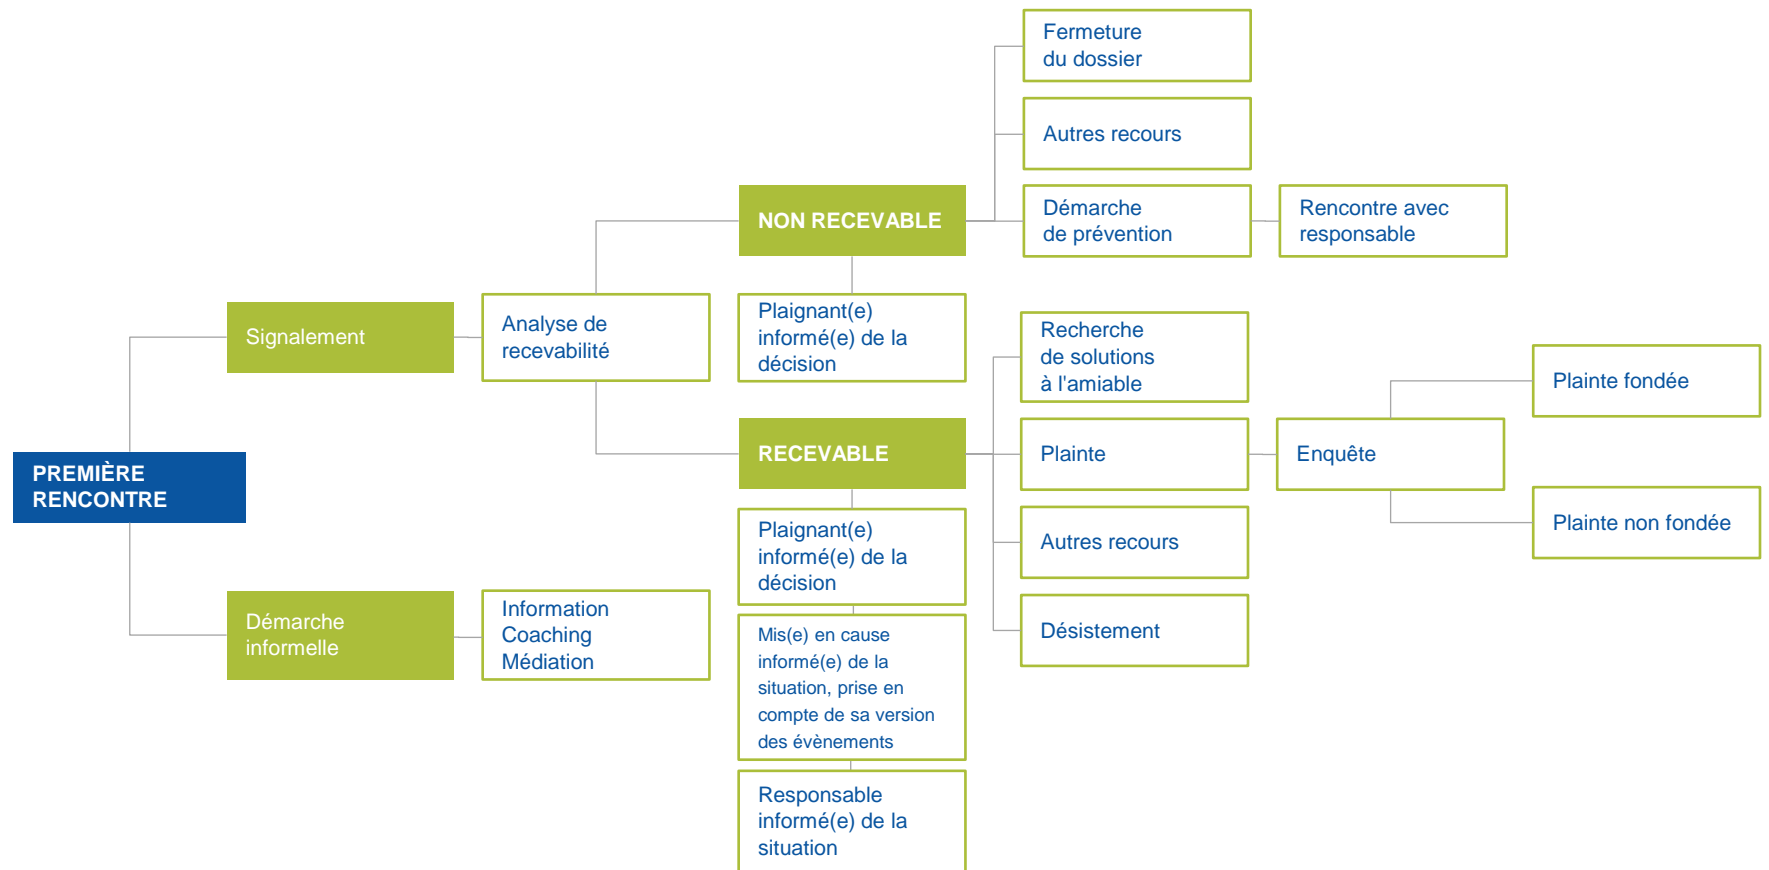 PREMIÈRE
RENCONTRE
Signalement
Démarche
informelle
Analyse de
recevabilité
Information
Coaching
Médiation
NON RECEVABLE
Plaignant(e)
informé(e) de la
décision
RECEVABLE
Plaignant(e)
informé(e) de la
décision
Mis(e) en cause
informé(e) de la
situation, prise en
compte de sa version
des évènements
Responsable
informé(e) de la
situation
Fermeture
du dossier
Autres recours
Démarche
de prévention
Rencontre avec
responsable
Recherche
de solutions
à l'amiable
Plainte
Autres recours
Désistement
Enquête
Plainte fondée
Plainte non fondée